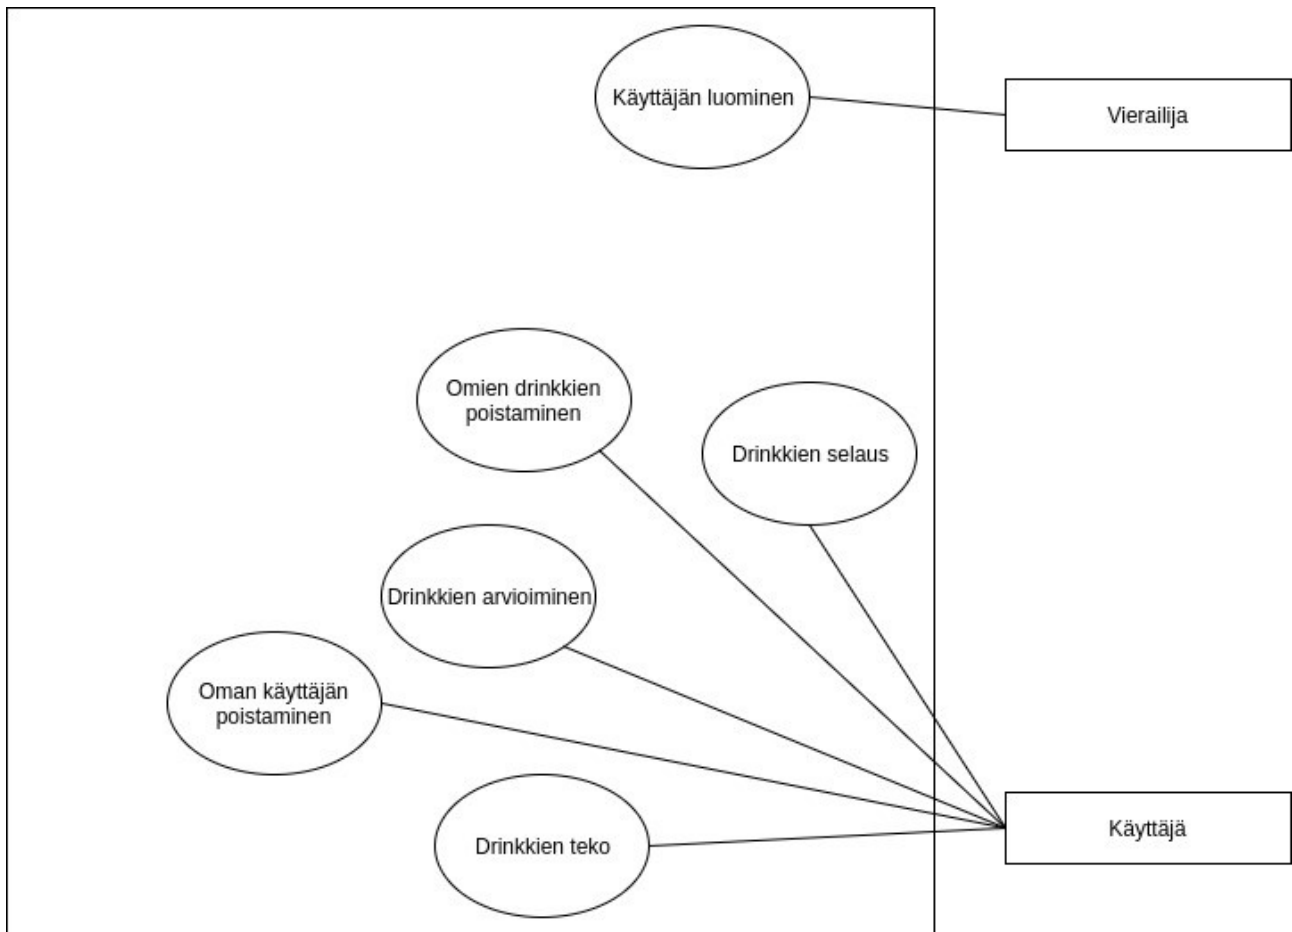 Käyttäjän luominen
Vierailija
Omien drinkkien
poistaminen
Drinkkien selaus
Drinkkien arvioiminen
Oman käyttäjän
poistaminen
Drinkkien teko
Käyttäjä